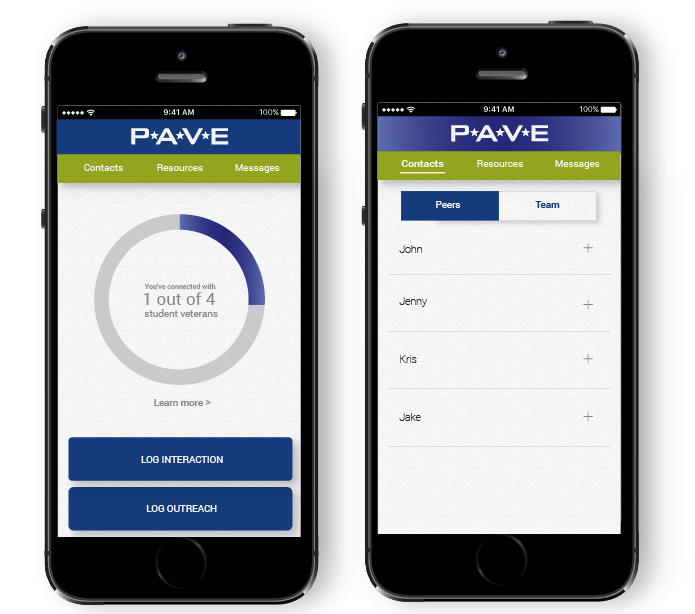 9:41 AM 100%
P★A★V★E
Contacts Resources Messages
You've connected with
1 out of 4
student veterans
Learn more >
LOG INTERACTION
LOG OUTREACH
9:41 AM 100%
P★A★V★E
Contacts Resources Messages
Peers Team
John +
Jenny +
Kris +
Jake +